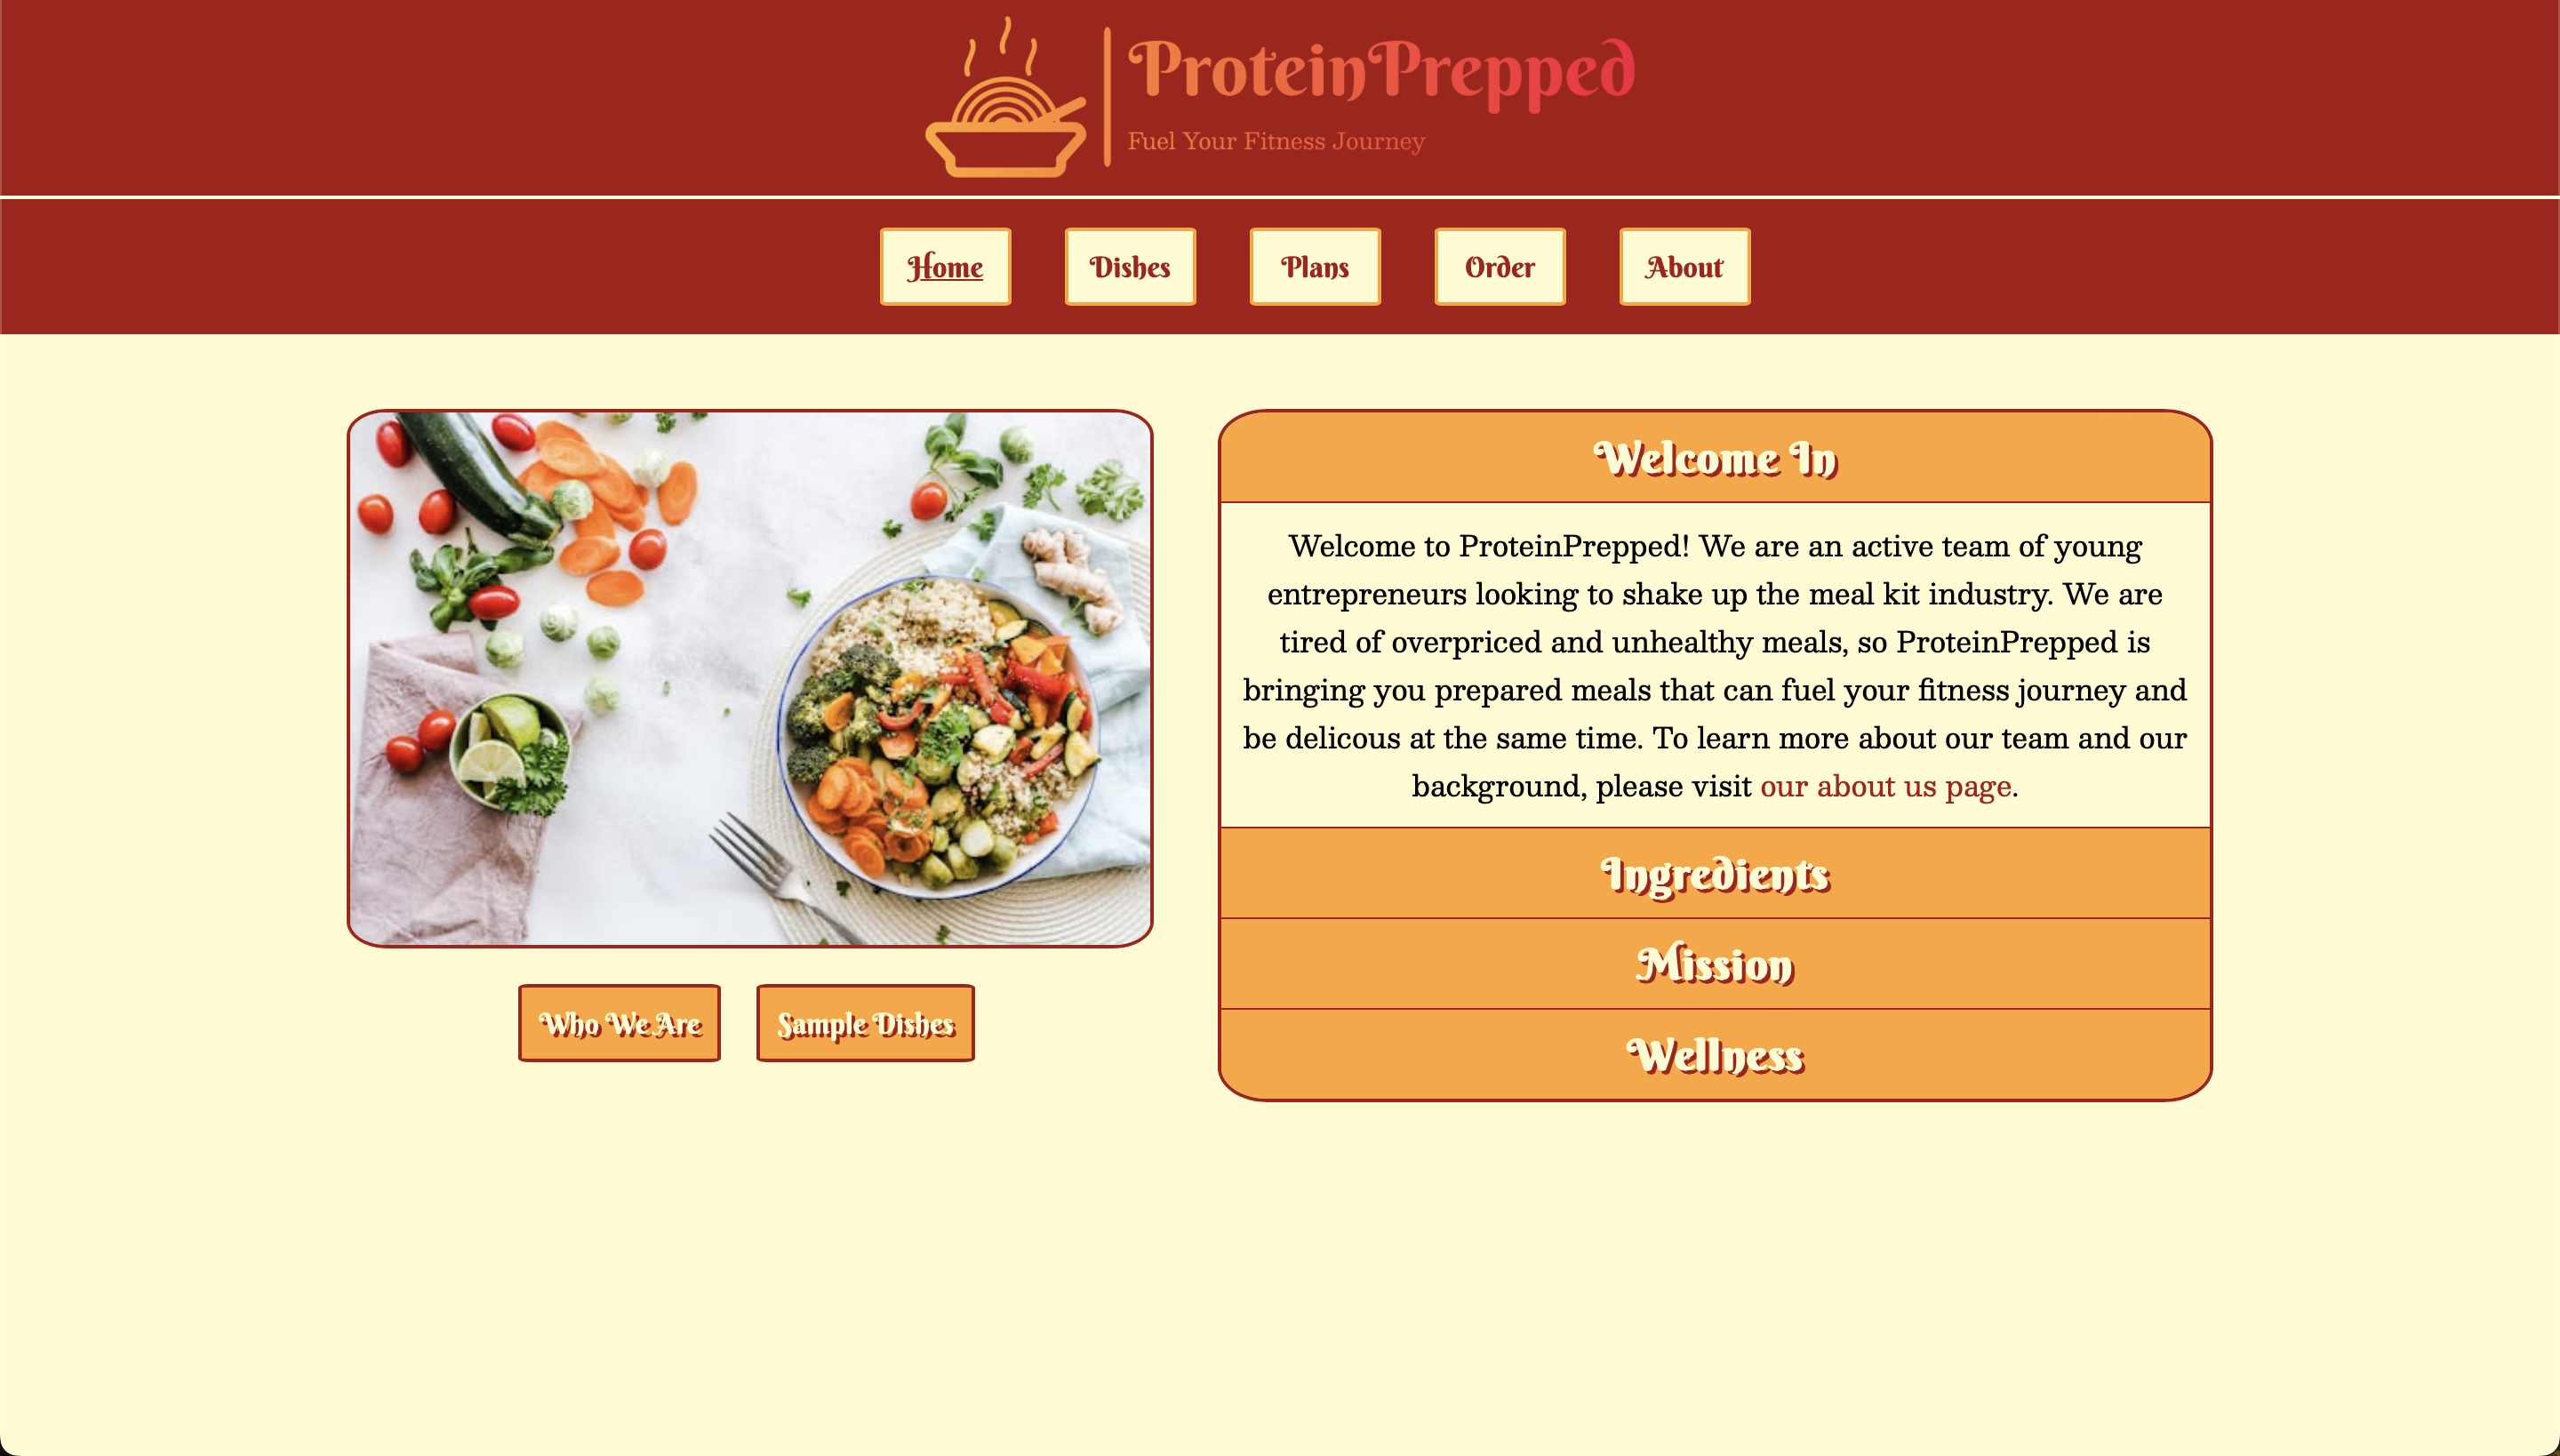 ProteinPrepped
Fuel Your Fitness Journey
Home
Dishes
Plans
Order
About
Welcome In
Welcome to ProteinPrepped! We are an active team of young
entrepreneurs looking to shake up the meal kit industry. We are
tired of overpriced and unhealthy meals, so ProteinPrepped is
bringing you prepared meals that can fuel your fitness journey and
be delicous at the same time. To learn more about our team and our
background, please visit our about us page.
Ingredients
Mission
Wellness
Who We Are
Sample Dishes